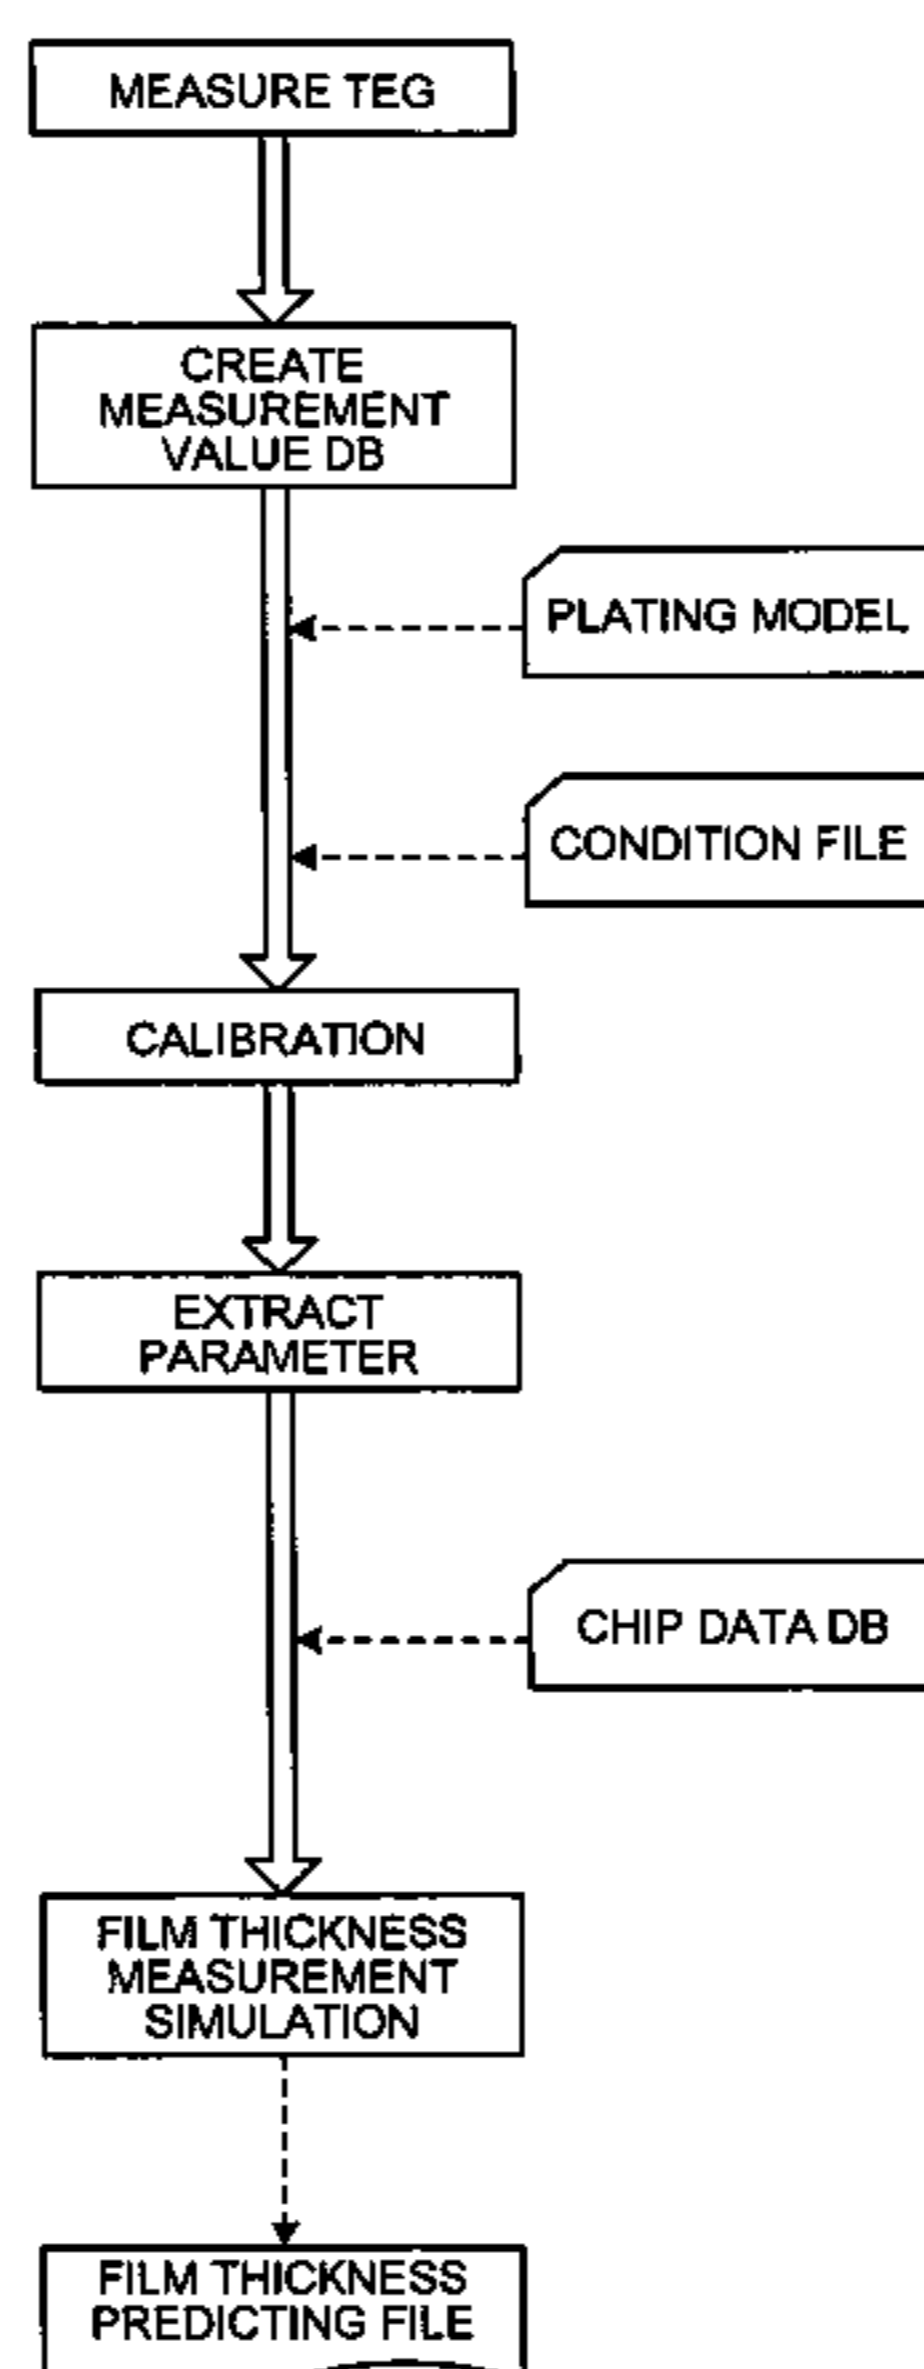 MEASURE TEG
CREATE
MEASUREMENT
VALUE DB
PLATING MODEL
CONDITION FILE
CALIBRATION
EXTRACT
PARAMETER
CHIP DATA DB
FILM THICKNESS
MEASUREMENT
SIMULATION
FILM THICKNESS
PREDICTING FILE